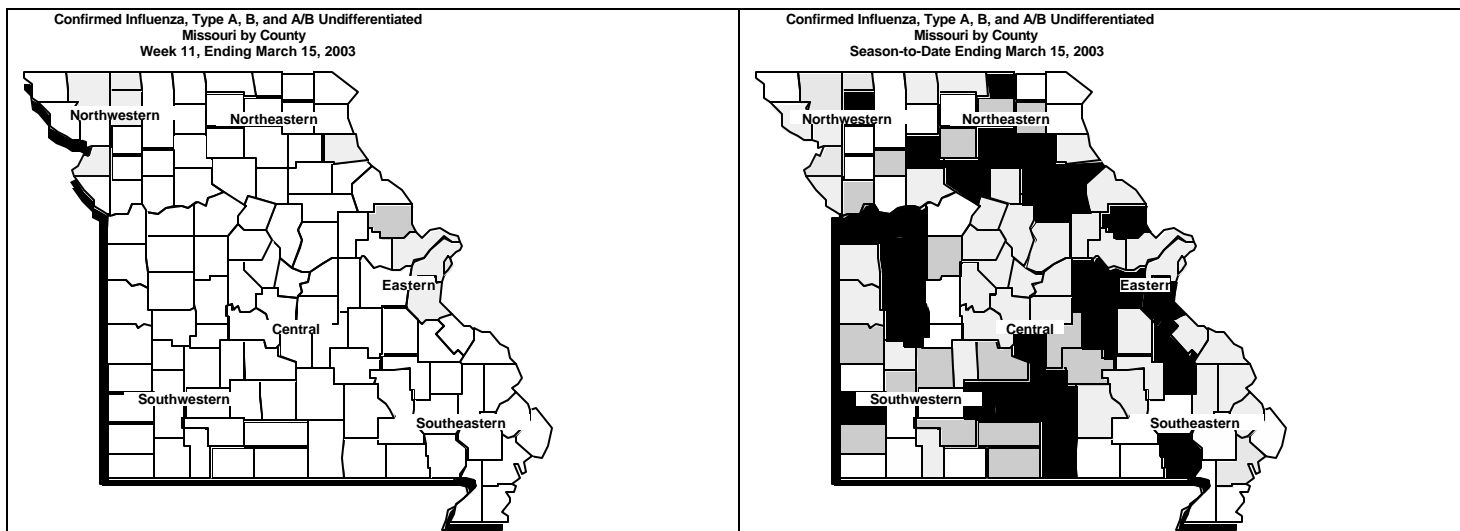 Confirmed Influenza, Type A, B, and A/B Undifferentiated
Missouri by County
Week 11, Ending March 15, 2003
Northwestern
Northeastern
Eastern
Central
Southwestern
Southeastern
Confirmed Influenza, Type A, B, and A/B Undifferentiated
Missouri by County
Season-to-Date Ending March 15, 2003
Northwestern
Northeastern
Eastern
Central
Southwestern
Southeastern